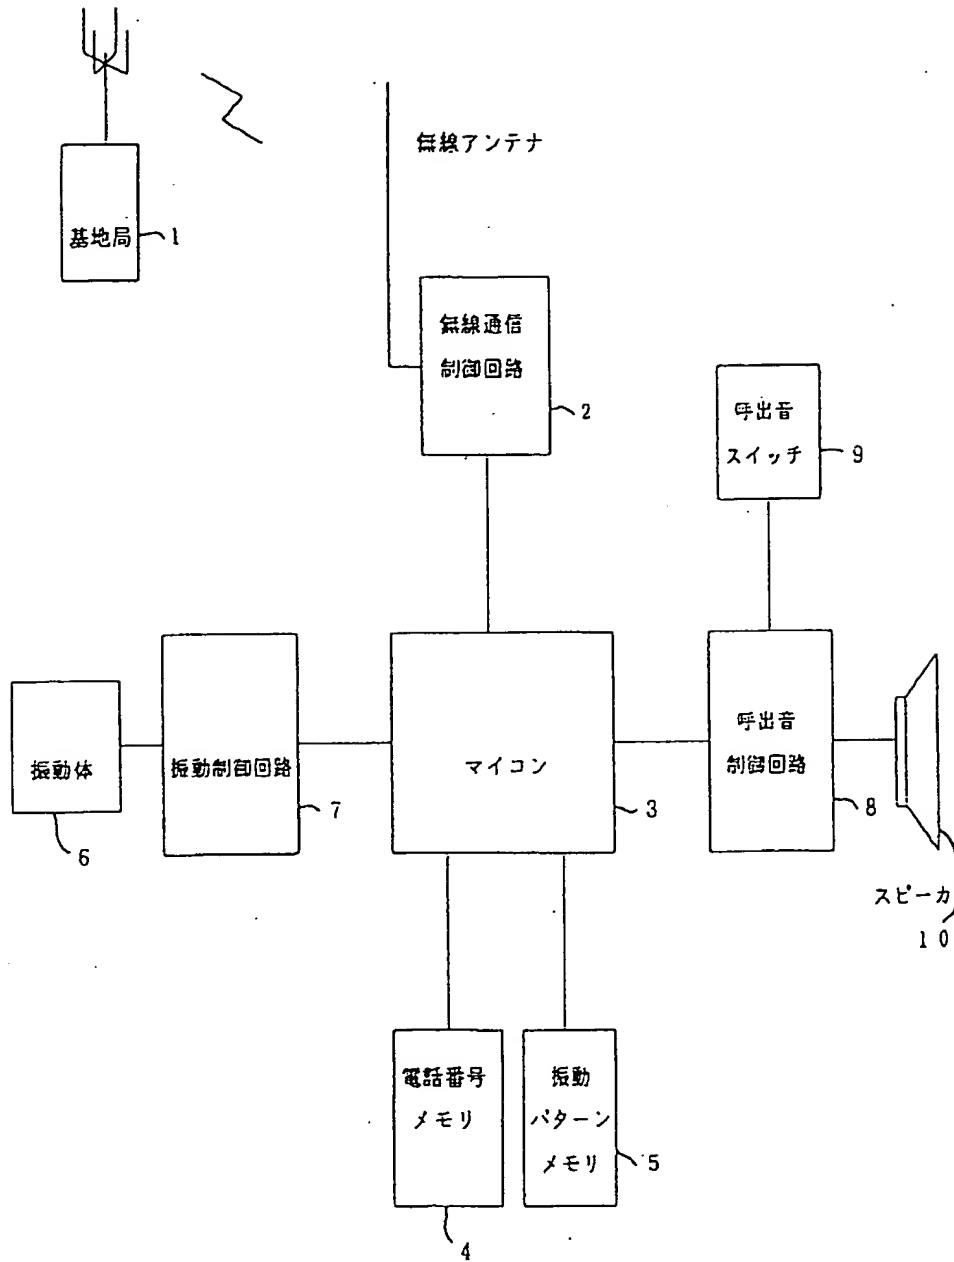 無線アンテナ
基地局
1
無線通信
制御回路
2
呼出音
スイッチ
9
振動体
6
振動制御回路
7
マイコン
3
呼出音
制御回路
8
スピーカ
10
電話番号
メモリ
4
振動
パターン
メモリ
5